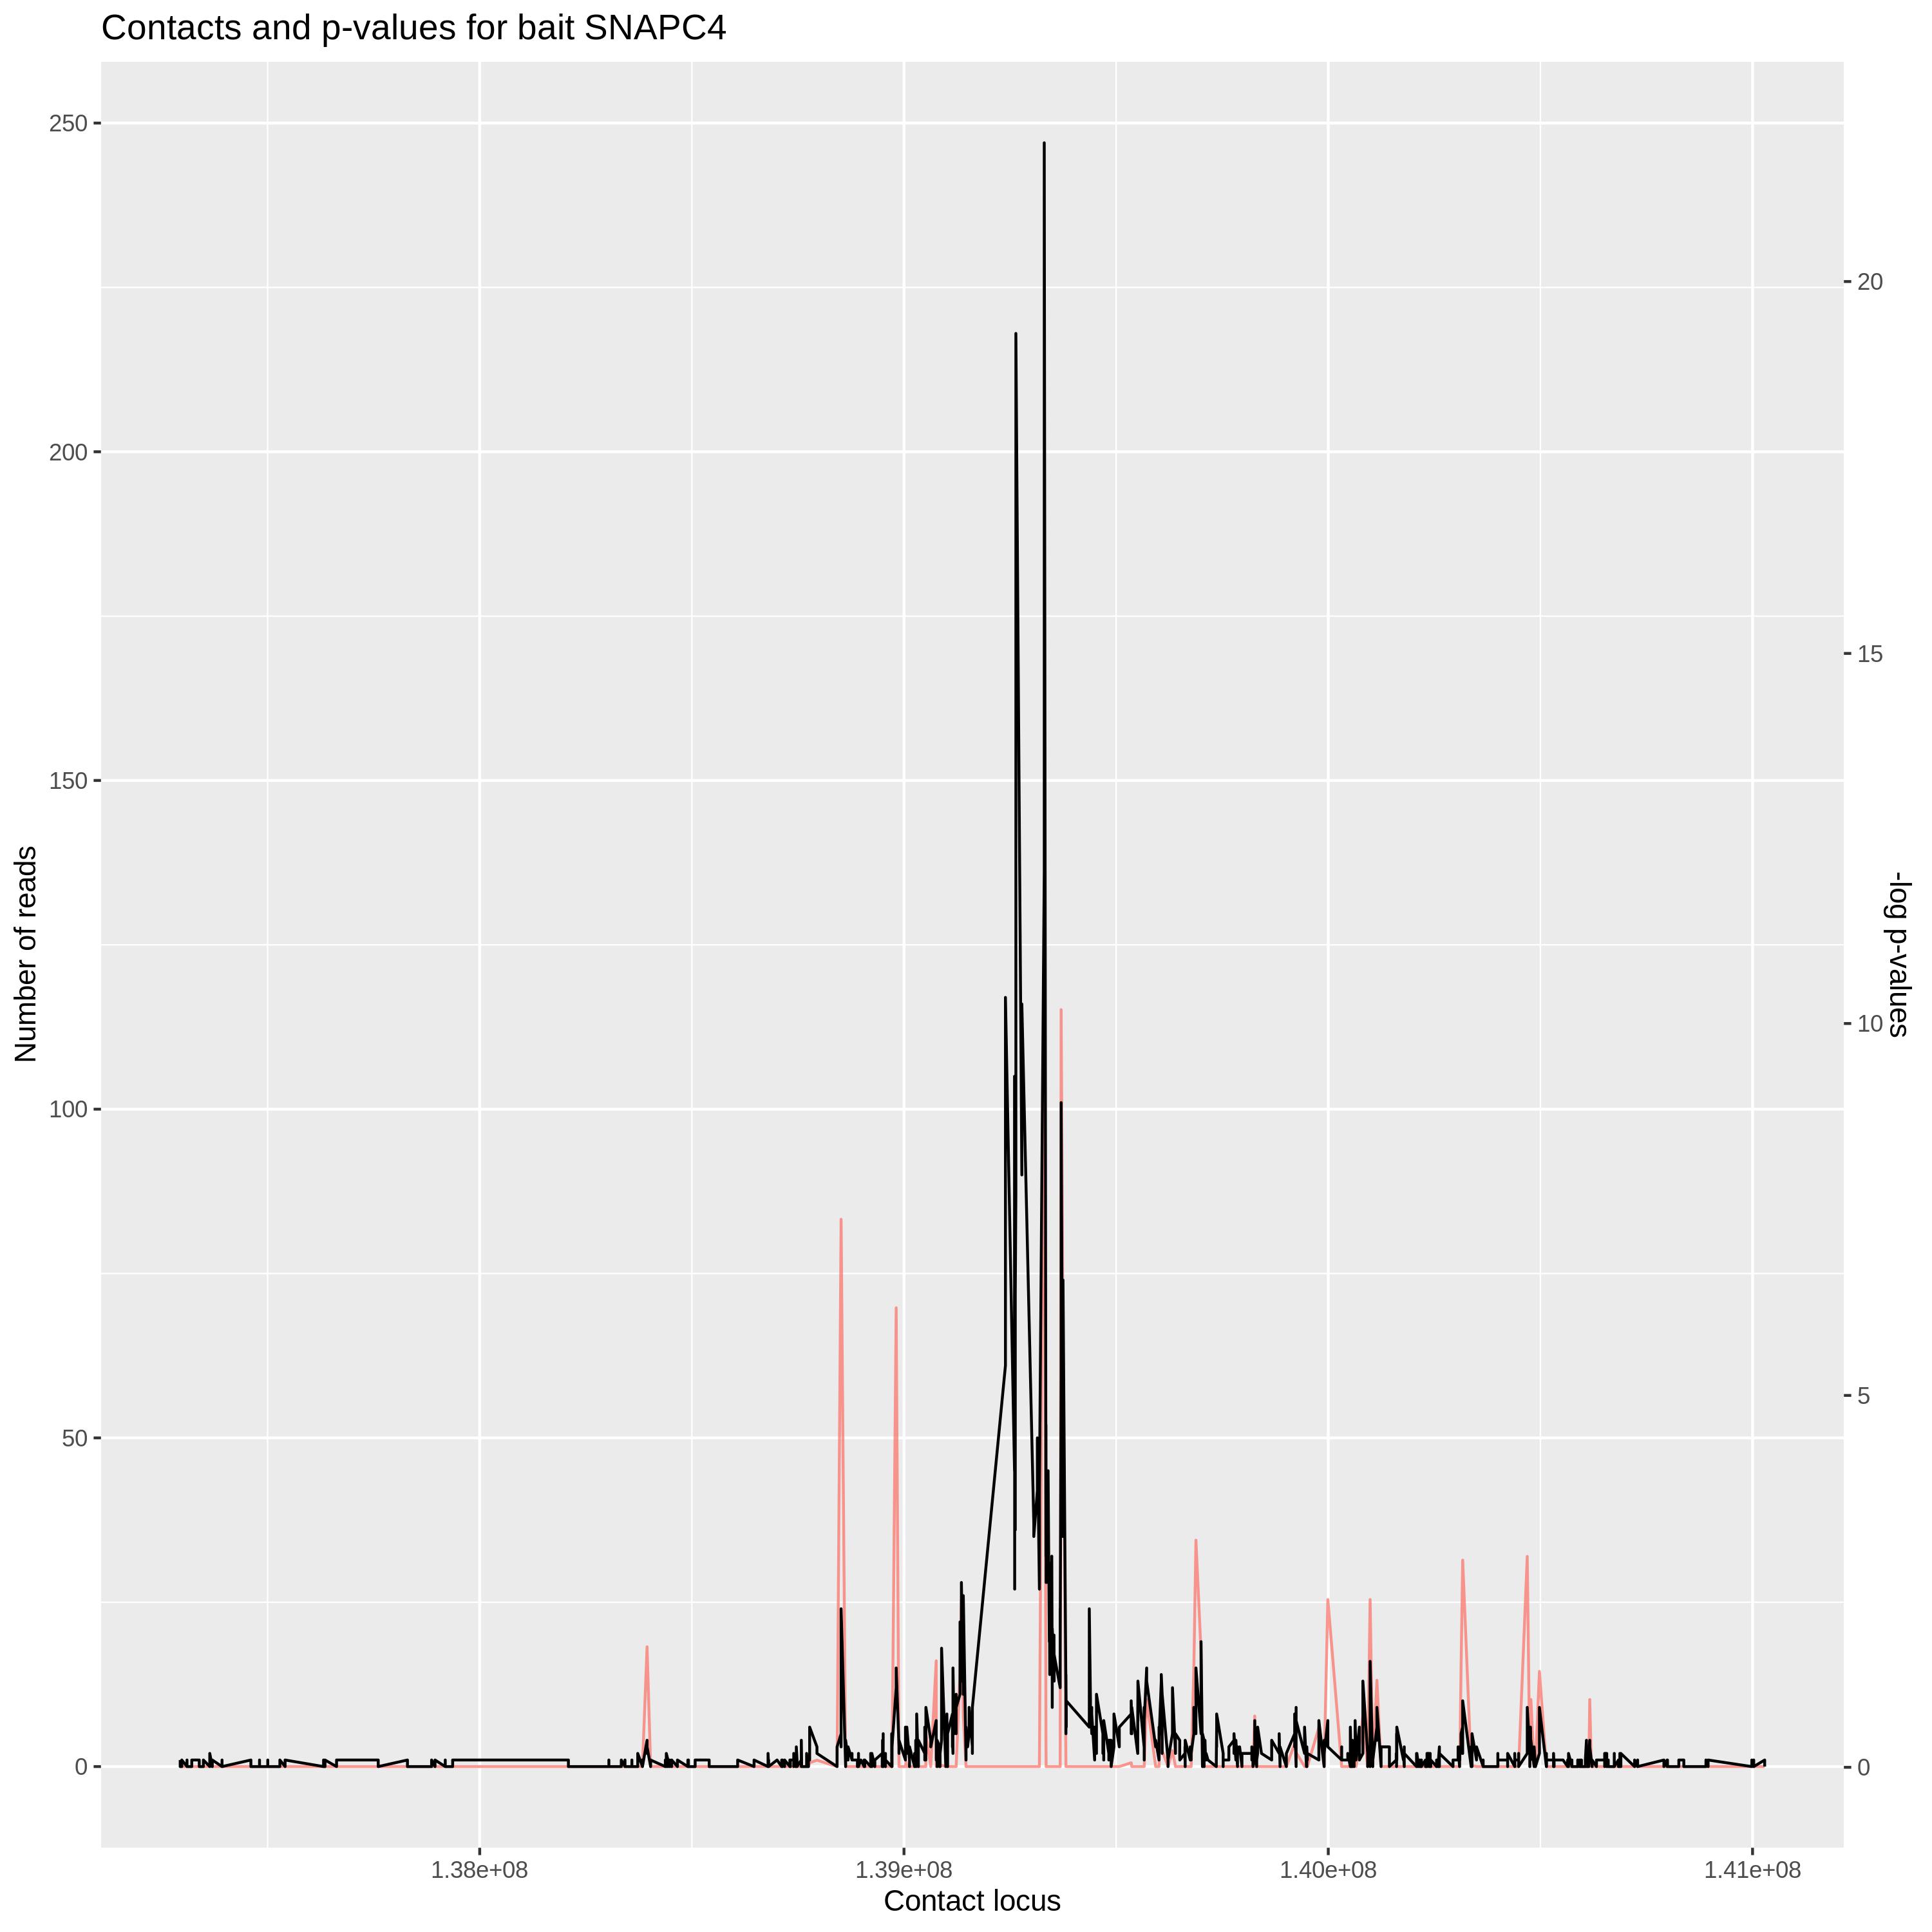 Contacts and p-values for bait SNAPC4
250
200
150
100
50
0
Number of reads
20
15
10
5
0
-log p-values
1.38e+08
1.39e+08
1.40e+08
1.41e+08
Contact locus